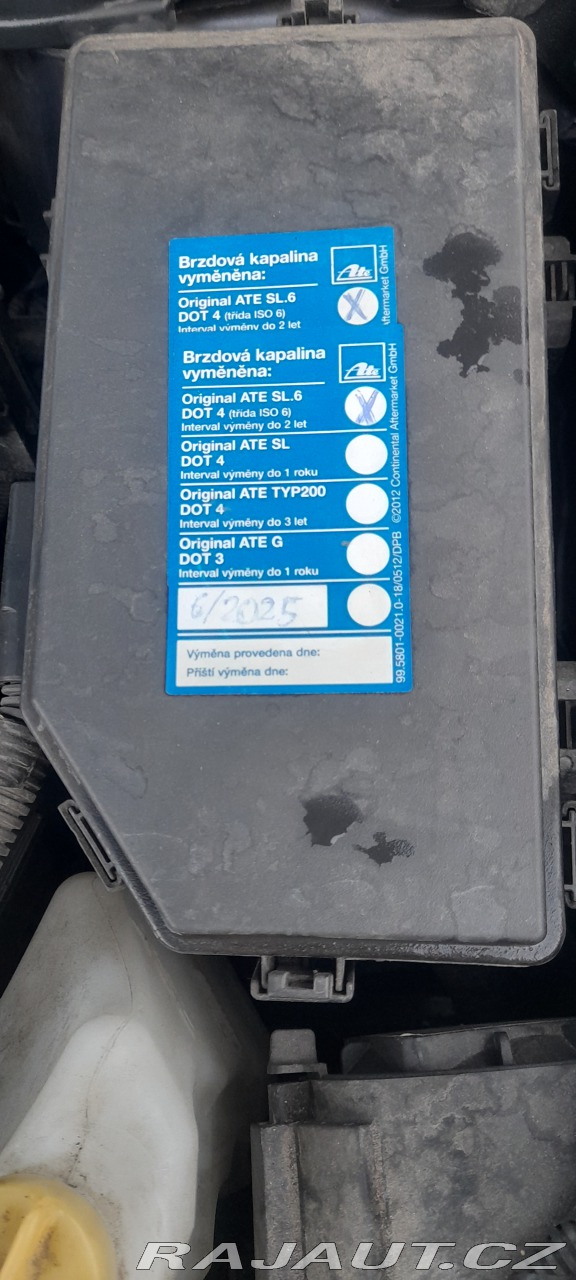 Brzdová kapalina
vyměněna:
Ate
Original ATE SL.6
DOT 4 (třída ISO 6)
Interval výměny do 2 let
X
Aftermarket GmbH
Brzdová kapalina
vyměněna:
Ate
Original ATE SL.6
DOT 4 (třída ISO 6)
Interval výměny do 2 let
X
Original ATE SL
DOT 4
Interval výměny do 1 roku
Original ATE TYP200
DOT 4
Interval výměny do 3 let
Original ATE G
DOT 3
Interval výměny do 1 roku
6/2025
Výměna provedena dne:
Příští výměna dne:
99.5801-0021.0-18/0512/DPB ©2012 Continental Aftermarket GmbH
RAJAUT.CZ